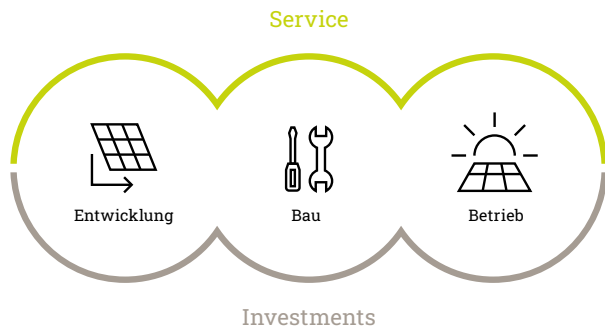 Service
Entwicklung
Bau
Betrieb
Investments